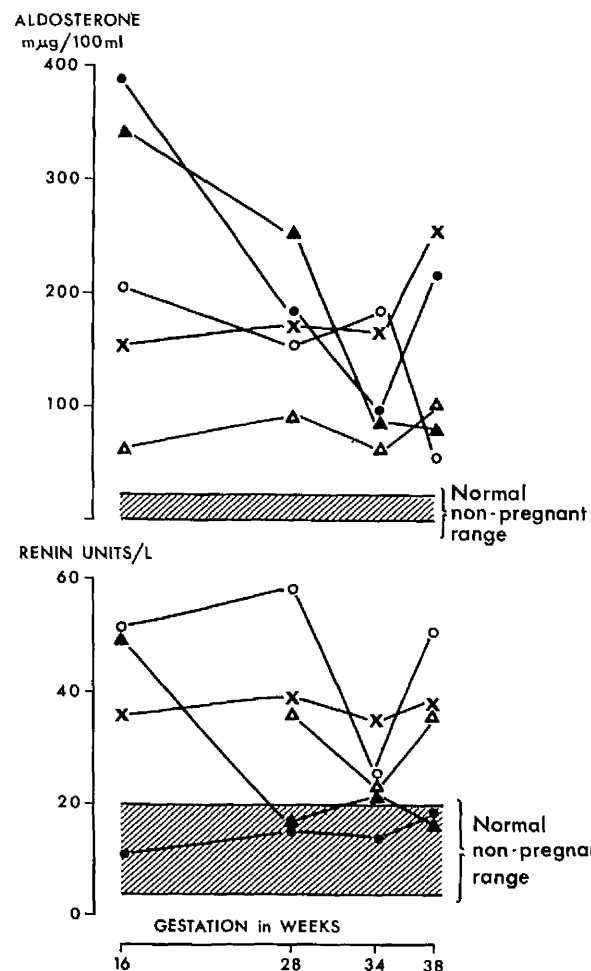 ALDOSTERONE
mμg/100ml
400
300
200
100
Normal
non-pregnant
range
RENIN UNITS/L
60
40
20
0
Normal
non-pregnan
range
GESTATION in WEEKS
16 28 34 38